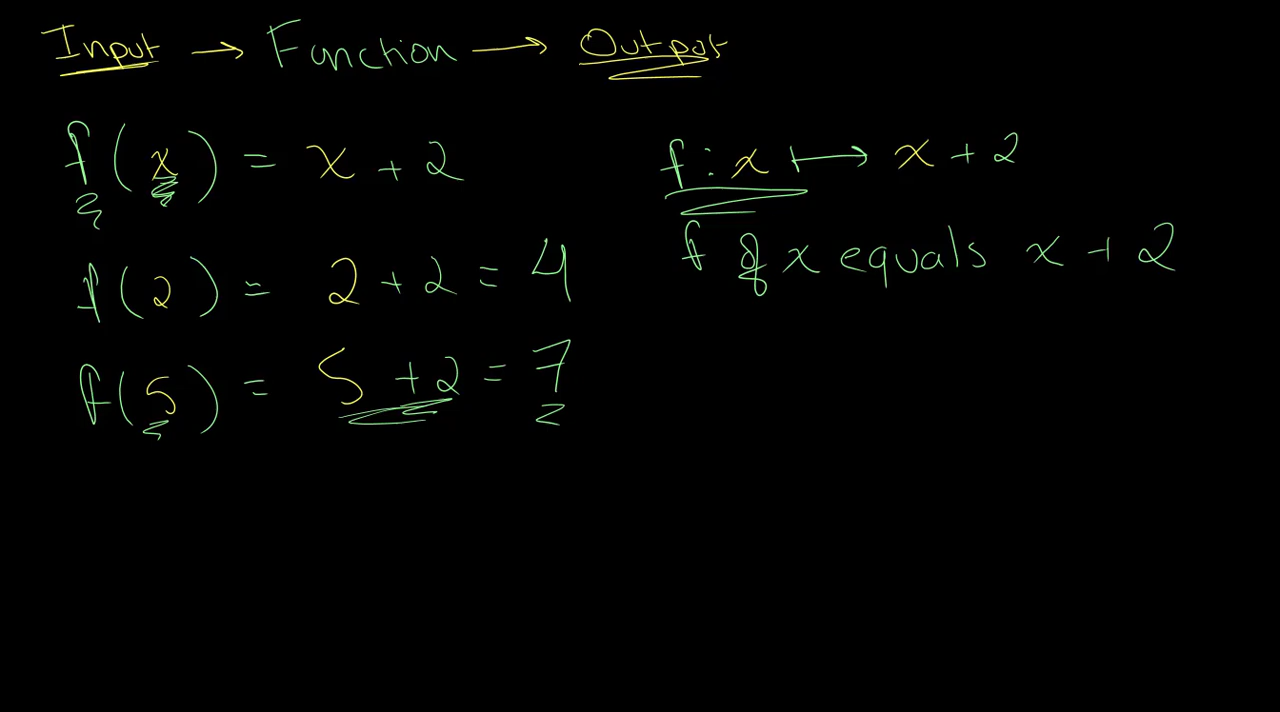 Input → Function → Output
f(x) = x + 2
f(2) = 2 + 2 = 4
f(5) = 5 + 2 = 7
f : x ↦ x + 2
f of x equals x + 2